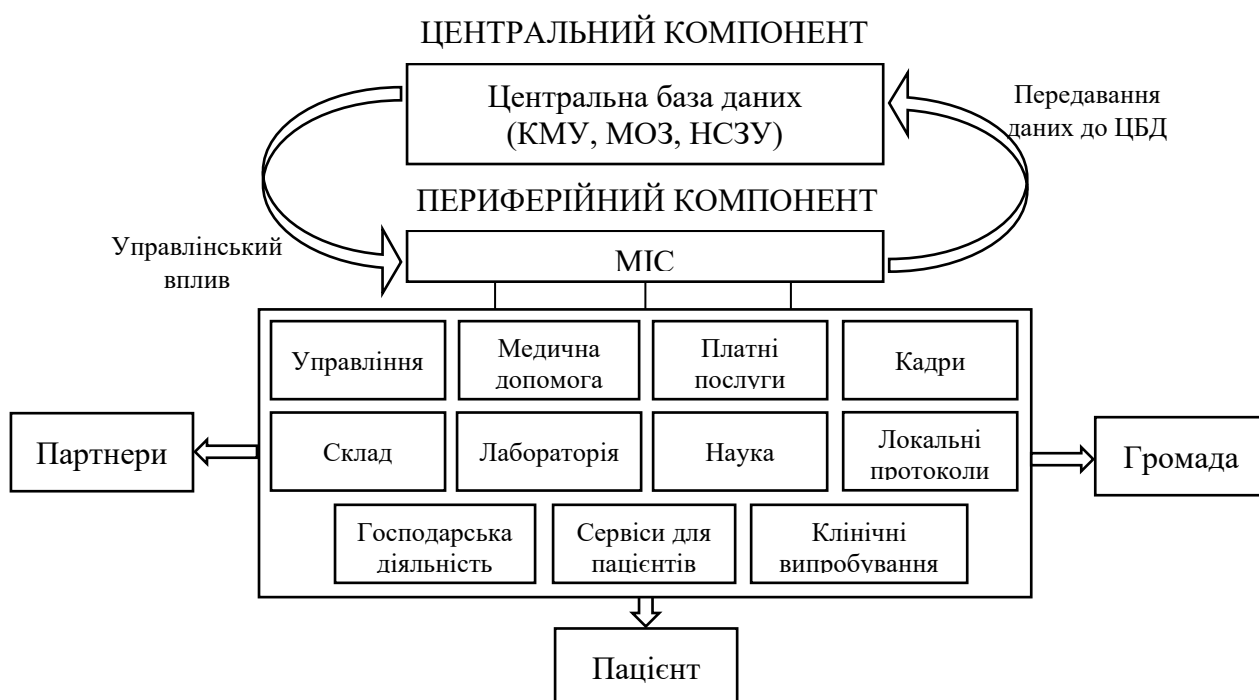 ЦЕНТРАЛЬНИЙ КОМПОНЕНТ
Центральна база даних
(КМУ, МОЗ, НСЗУ)
Передавання
даних до ЦБД
ПЕРИФЕРІЙНИЙ КОМПОНЕНТ
Управлінський
вплив
МІС
Управління
Медична
допомога
Платні
послуги
Кадри
Партнери
Склад
Лабораторія
Наука
Локальні
протоколи
Громада
Господарська
діяльність
Сервіси для
пацієнтів
Клінічні
випробування
Пацієнт